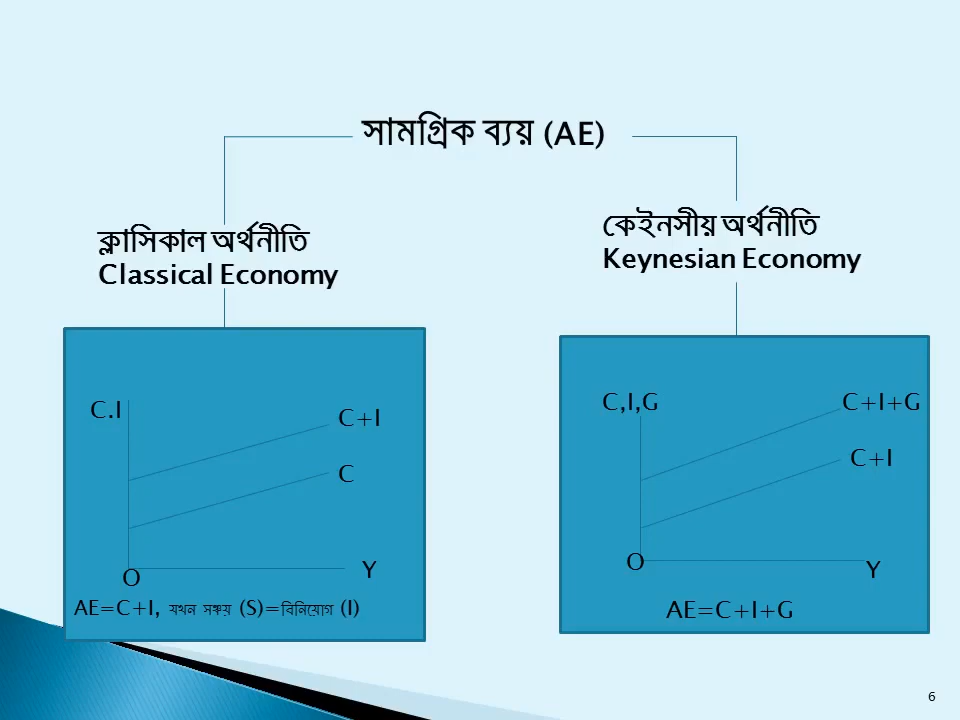 সামগ্রিক ব্যয় (AE)
ক্লাসিকাল অর্থনীতি
Classical Economy
কেইনসীয় অর্থনীতি
Keynesian Economy
C.I
C+I
C
O
Y
AE=C+I, যখন সঞ্চয় (S)=বিনিয়োগ (I)
C,I,G
C+I+G
C+I
O
Y
AE=C+I+G
6